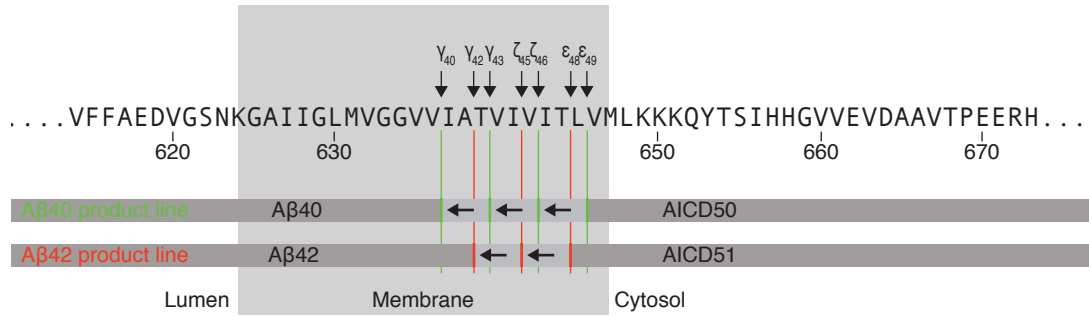 γ40 γ42 γ43 ζ45 ζ46 ε48 ε49
....VFFAEDVGSNKGAIIGLMVGGVVIATVIVITLVMLKKKQYTSIHHGVVEVDAAVTPEERH...
620 630 650 660 670
Aβ40 product line Aβ40 AICD50
Aβ42 product line Aβ42 AICD51
Lumen Membrane Cytosol